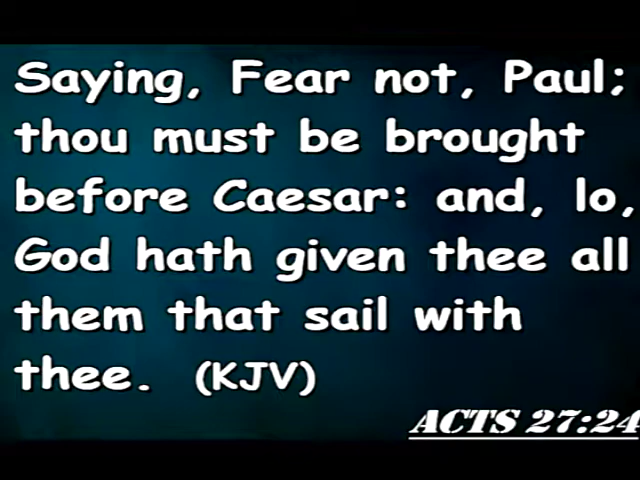 Saying, Fear not, Paul;
thou must be brought
before Caesar: and, lo,
God hath given thee all
them that sail with
thee. (KJV)
ACTS 27:24